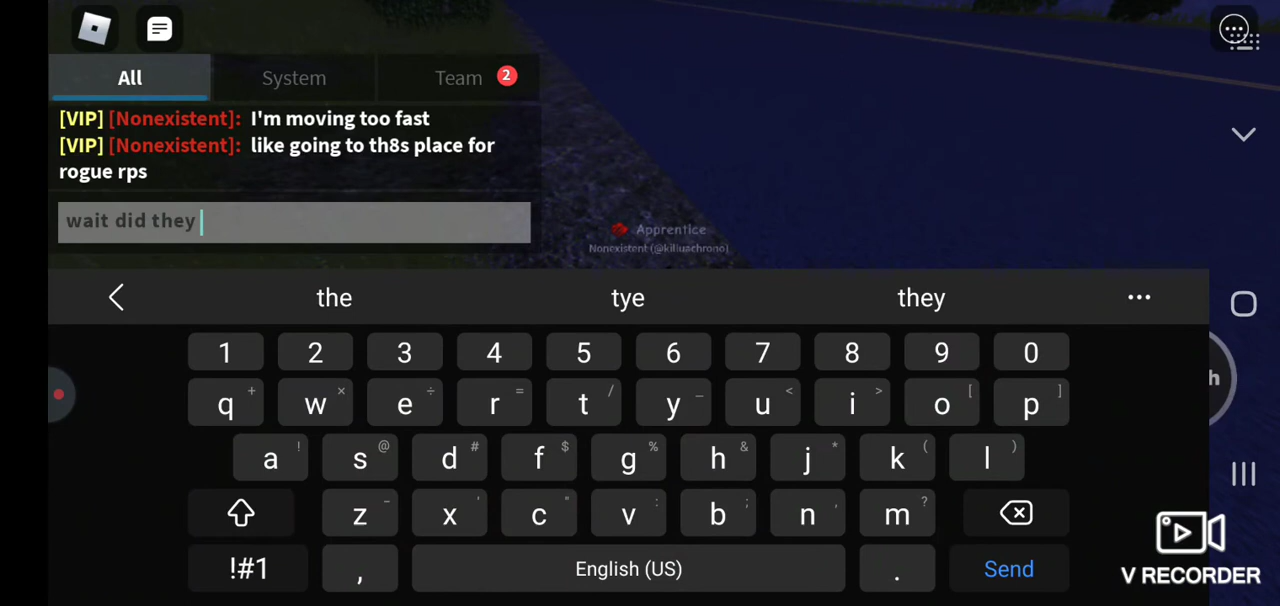 All System Team 2
[VIP] [Nonexistent]: I'm moving too fast
[VIP] [Nonexistent]: like going to th8s place for
rogue rps
wait did they
Apprentice
Nonexistent (@killuachrono)
the tye they
1 2 3 4 5 6 7 8 9 0
+ × ÷ = / _ < > [ ]
q w e r t y u i o p
! @ # $ % & * ( )
a s d f g h j k l
- ' " : ; , ?
z x c v b n m
!#1 , English (US) . Send
h
V RECORDER